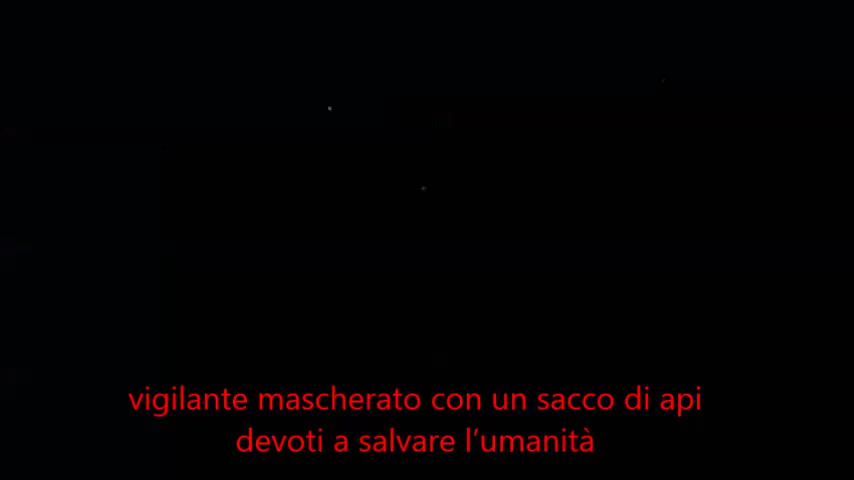 vigilante mascherato con un sacco di api
devoti a salvare l’umanità